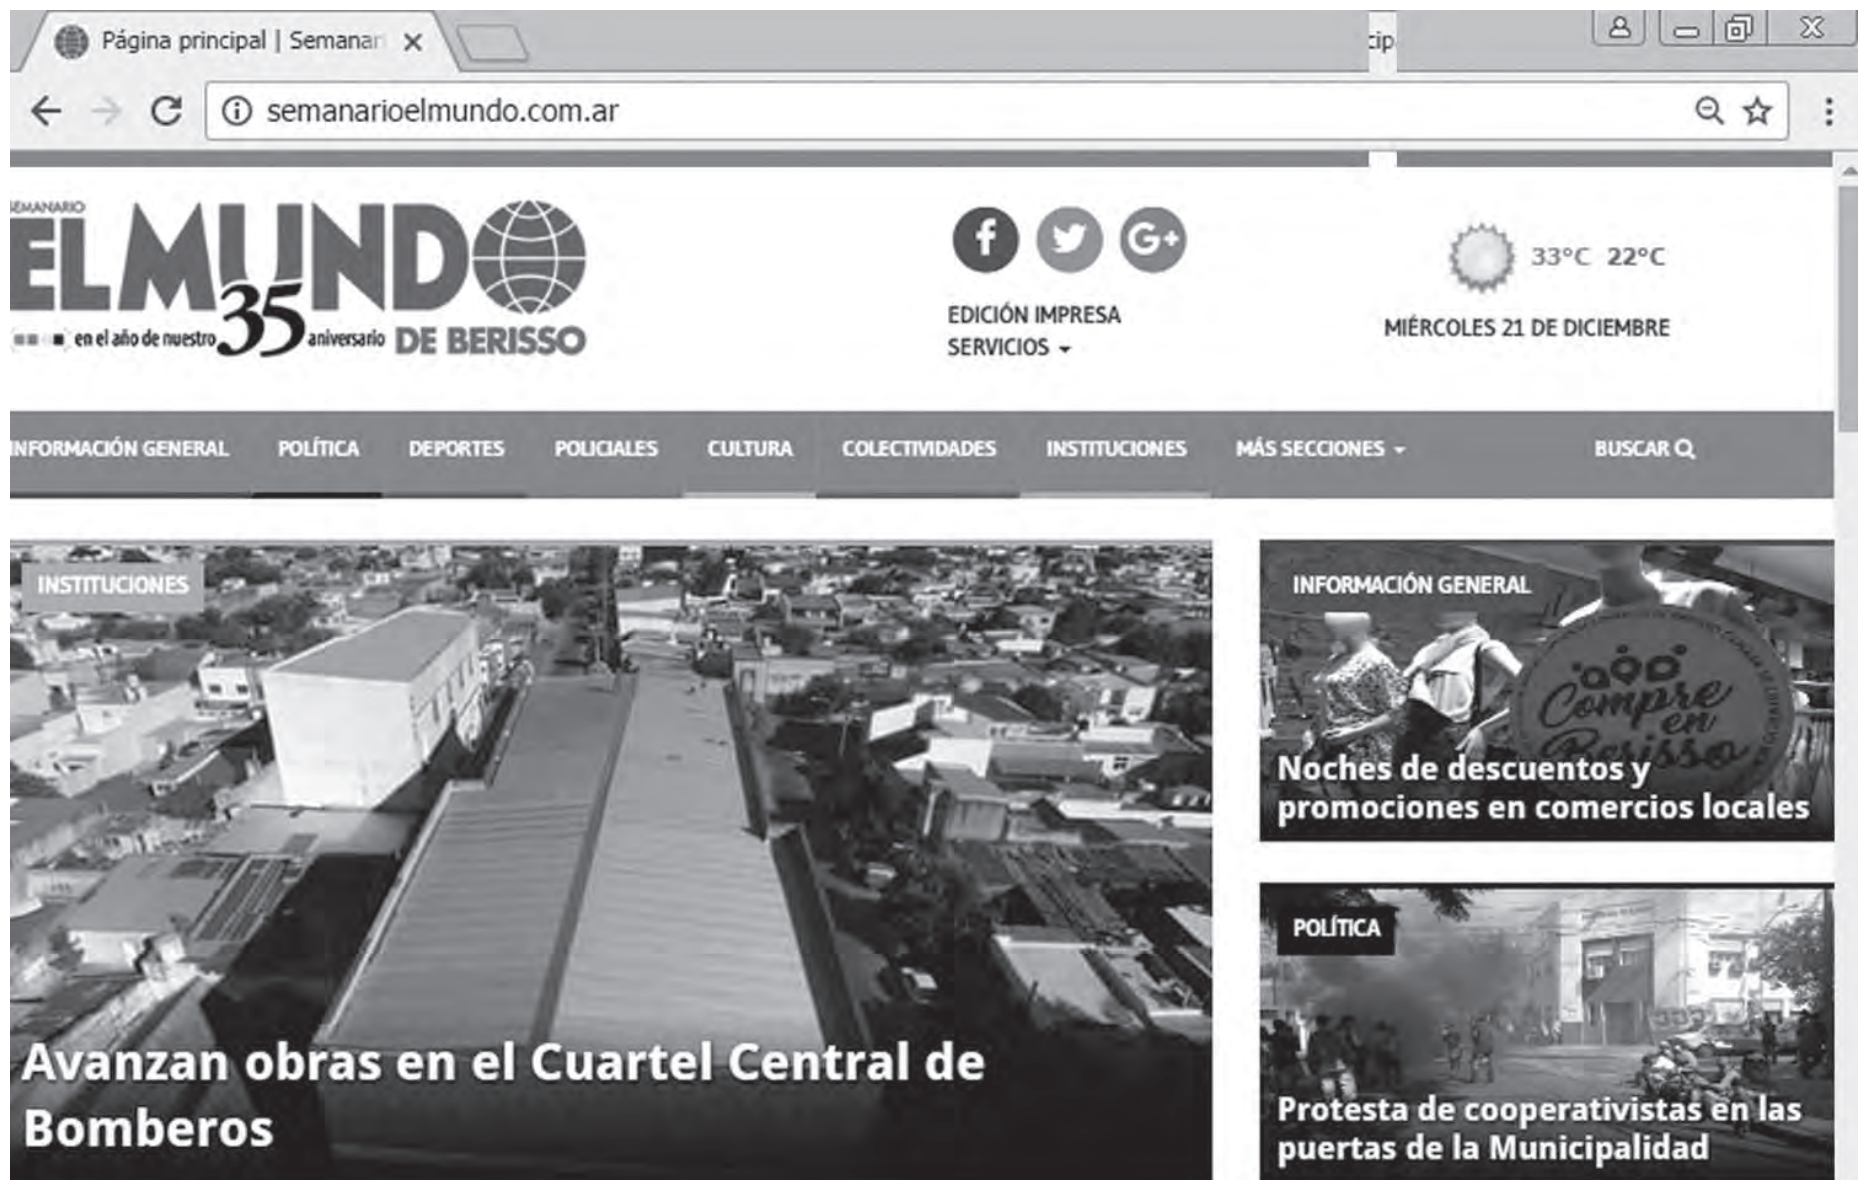 Página principal | Semanar
cip
semanarioelmundo.com.ar
SEMANARIO
EL MUNDO
en el año de nuestro 35 aniversario DE BERISSO
f G+
EDICIÓN IMPRESA
SERVICIOS
33°C 22°C
MIÉRCOLES 21 DE DICIEMBRE
INFORMACIÓN GENERAL POLÍTICA DEPORTES POLICIALES CULTURA COLECTIVIDADES INSTITUCIONES MÁS SECCIONES BUSCAR
INSTITUCIONES
Avanzan obras en el Cuartel Central de
Bomberos
INFORMACIÓN GENERAL
Compre
en
Berisso
Noches de descuentos y
promociones en comercios locales
POLÍTICA
Protesta de cooperativistas en las
puertas de la Municipalidad